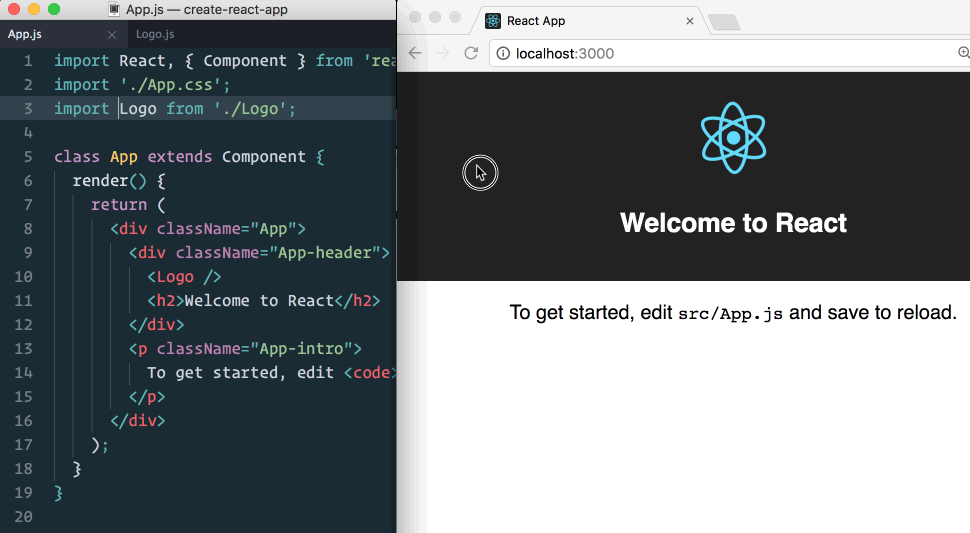 App.js — create-react-app
App.js
Logo.js
1 import React, { Component } from 'rea
2 import './App.css';
3 import Logo from './Logo';
4
5 class App extends Component {
6 render() {
7 return (
8 <div className="App">
9 <div className="App-header">
10 <Logo />
11 <h2>Welcome to React</h2>
12 </div>
13 <p className="App-intro">
14 To get started, edit <code>
15 </p>
16 </div>
17 );
18 }
19 }
20
React App
localhost:3000
Welcome to React
To get started, edit src/App.js and save to reload.